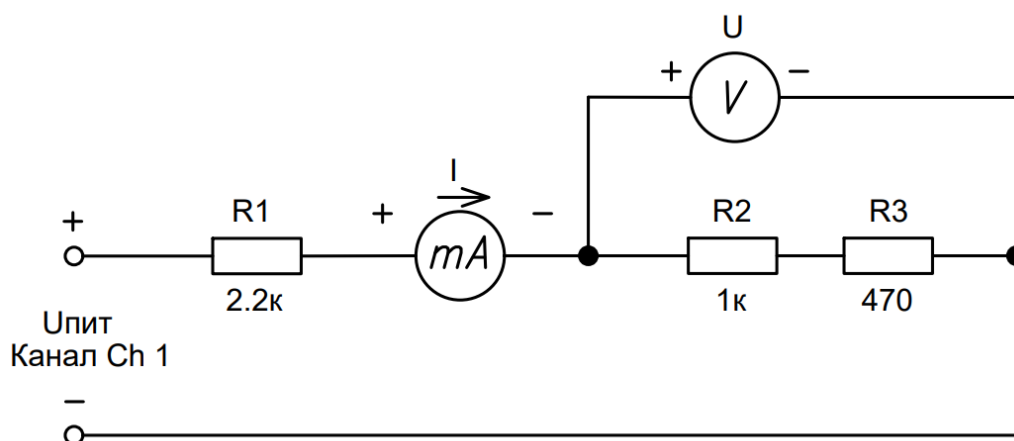 U
+ V −
I
+ R1 + mA − R2 R3
2.2к 1к 470
Uпит
Канал Ch 1
−